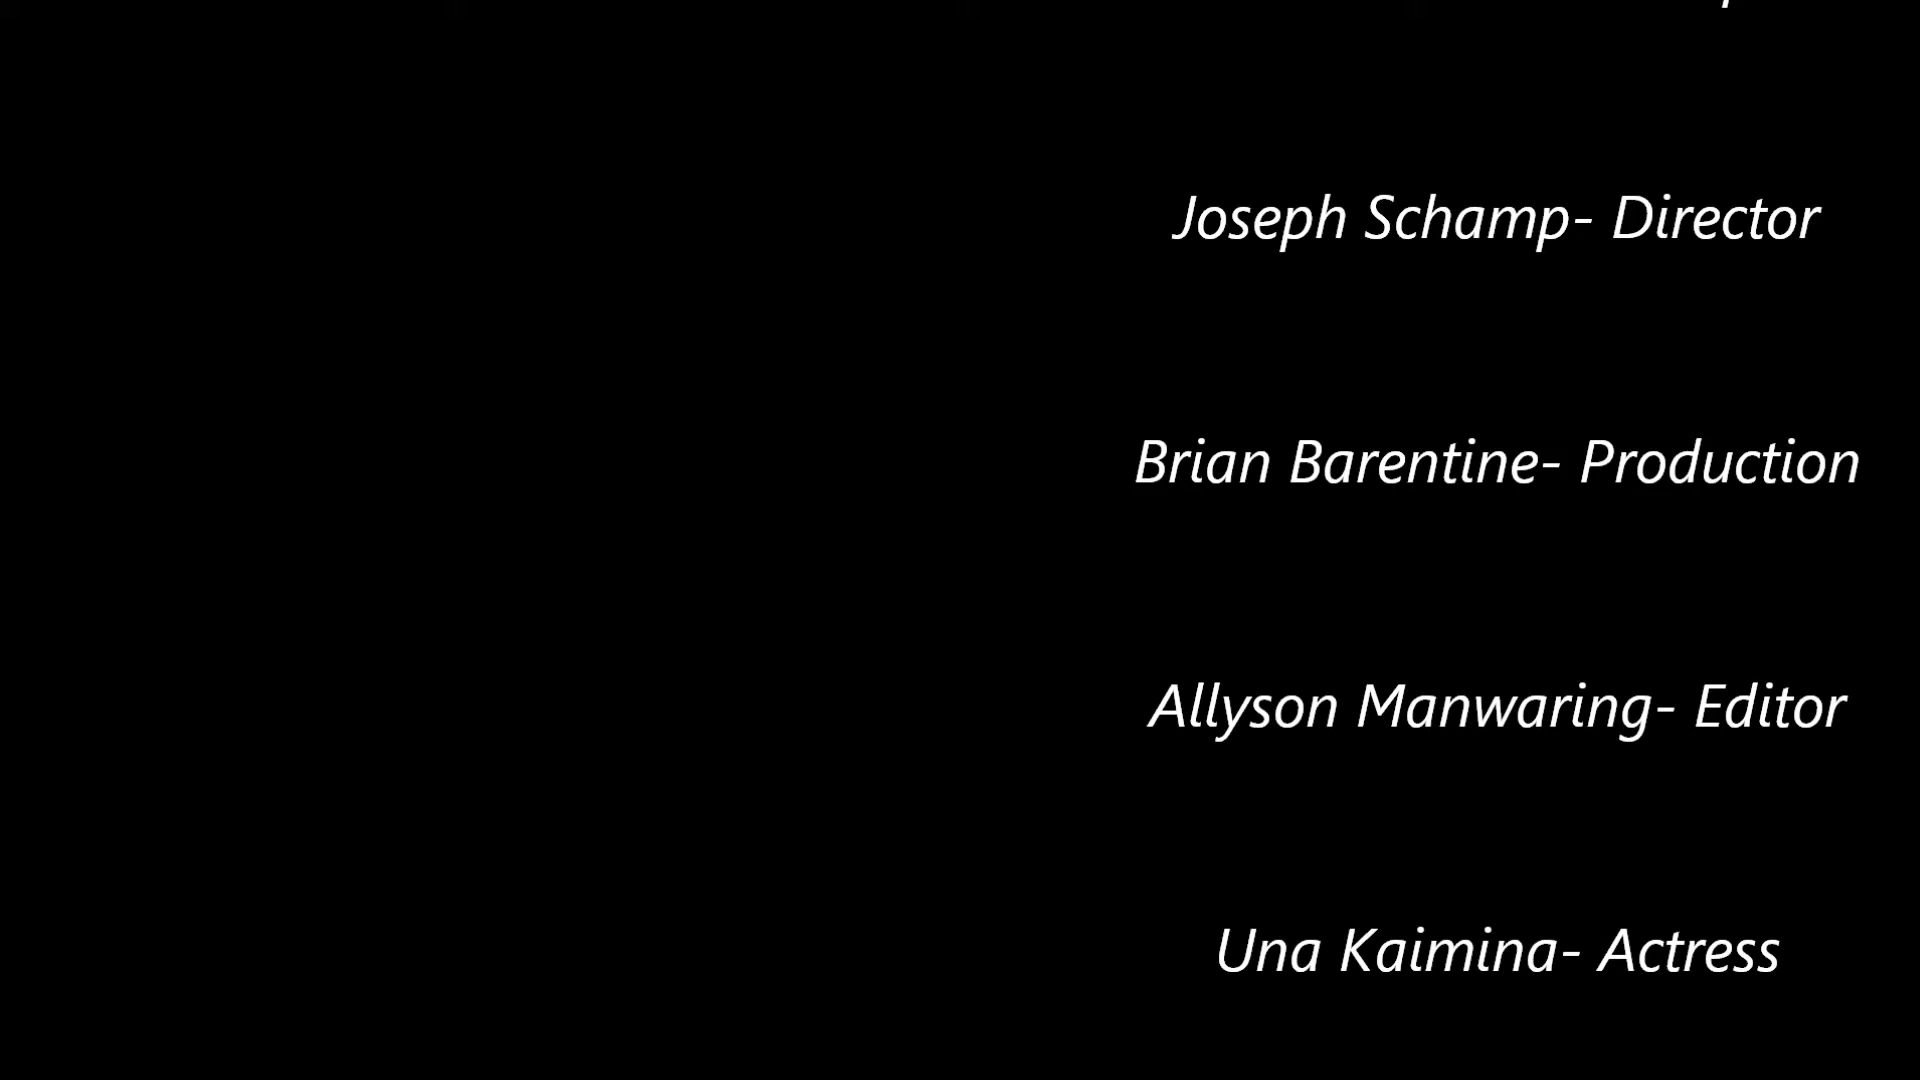 Joseph Schamp- Director
Brian Barentine- Production
Allyson Manwaring- Editor
Una Kaimina- Actress